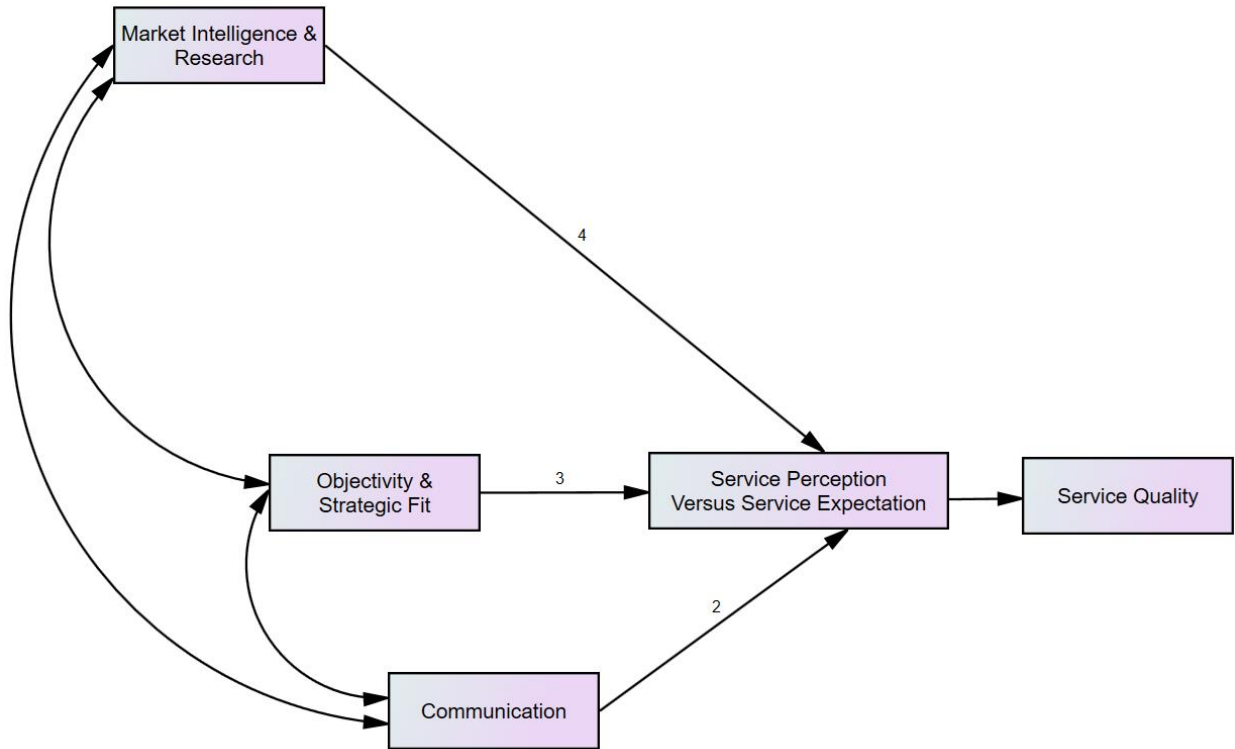 Market Intelligence &
Research
4
Objectivity &
Strategic Fit
3
Service Perception
Versus Service Expectation
Service Quality
2
Communication